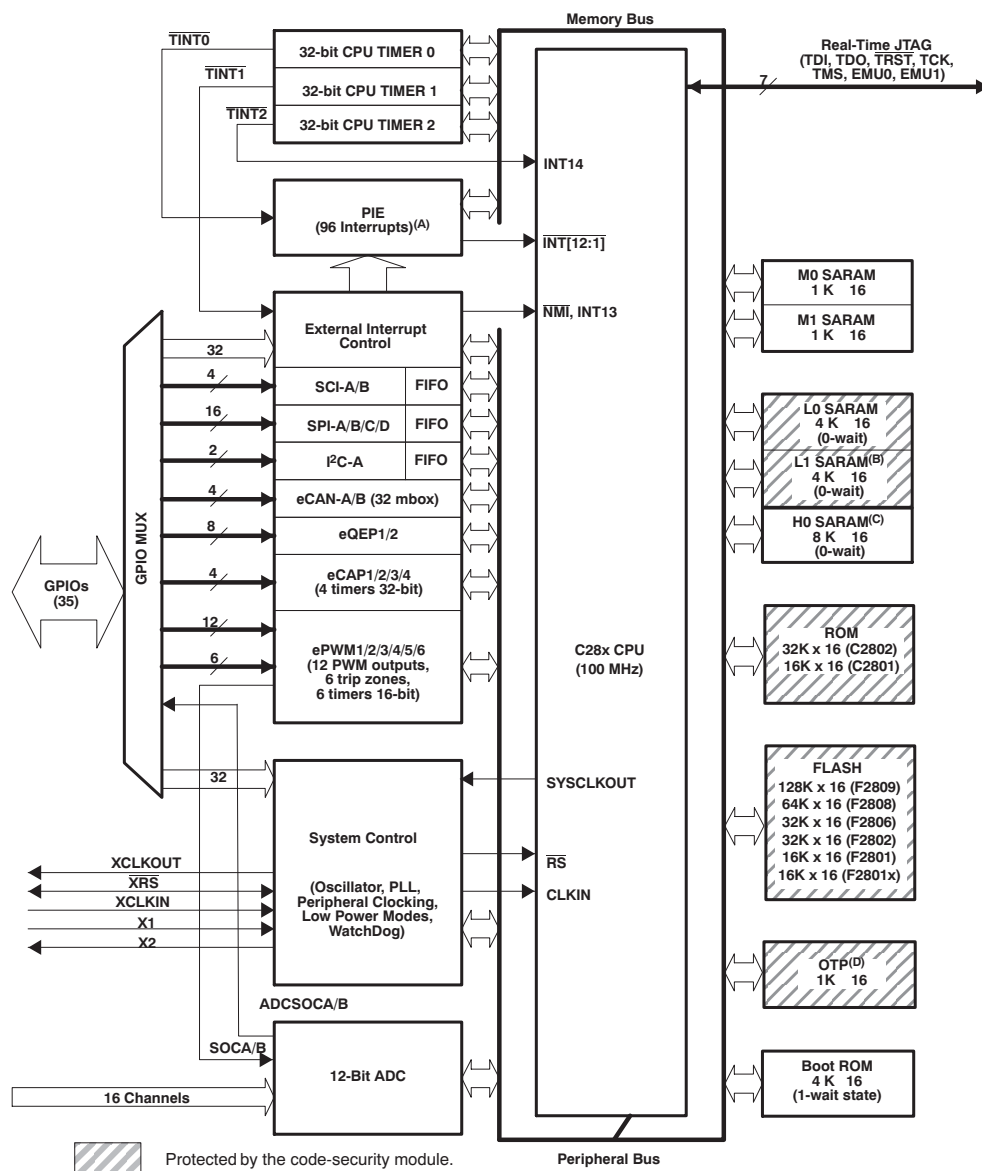 Memory Bus
TINT0
32-bit CPU TIMER 0
Real-Time JTAG
(TDI, TDO, TRST, TCK,
TMS, EMU0, EMU1)
7
TINT1
32-bit CPU TIMER 1
TINT2
32-bit CPU TIMER 2
INT14
PIE
(96 Interrupts)(A)
INT[12:1]
M0 SARAM
1 K 16
M1 SARAM
1 K 16
External Interrupt
Control
NMI, INT13
32
4
SCI-A/B
FIFO
16
SPI-A/B/C/D
FIFO
2
I²C-A
FIFO
4
eCAN-A/B (32 mbox)
8
eQEP1/2
4
eCAP1/2/3/4
(4 timers 32-bit)
12
6
ePWM1/2/3/4/5/6
(12 PWM outputs,
6 trip zones,
6 timers 16-bit)
L0 SARAM
4 K 16
(0-wait)
L1 SARAM(B)
4 K 16
(0-wait)
H0 SARAM(C)
8 K 16
(0-wait)
GPIOs
(35)
GPIO MUX
C28x CPU
(100 MHz)
ROM
32K x 16 (C2802)
16K x 16 (C2801)
32
SYSCLKOUT
System Control
(Oscillator, PLL,
Peripheral Clocking,
Low Power Modes,
WatchDog)
RS
CLKIN
FLASH
128K x 16 (F2809)
64K x 16 (F2808)
32K x 16 (F2806)
32K x 16 (F2802)
16K x 16 (F2801)
16K x 16 (F2801x)
XCLKOUT
XRS
XCLKIN
X1
X2
OTP(D)
1K 16
ADCSOCA/B
SOCA/B
12-Bit ADC
16 Channels
Boot ROM
4 K 16
(1-wait state)
Protected by the code-security module.
Peripheral Bus